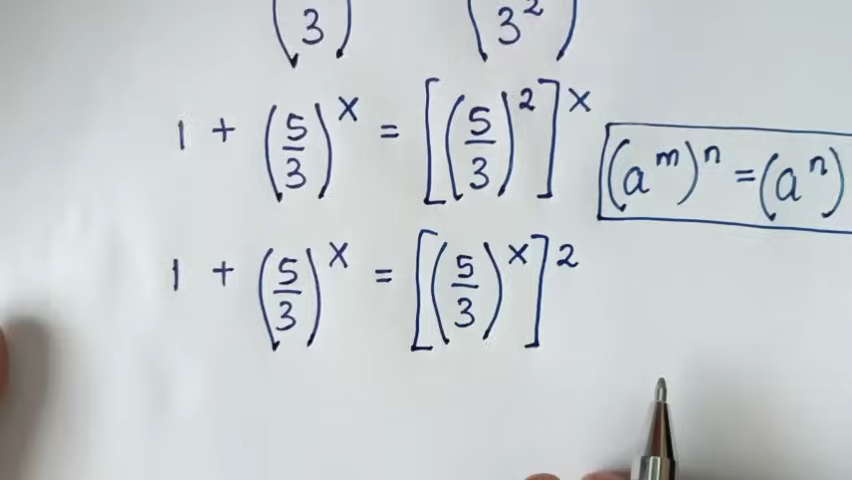 (3) (3²)
1 + (5/3)^x = [(5/3)²]^x
(a^m)^n = (a^n)
1 + (5/3)^x = [(5/3)^x]²